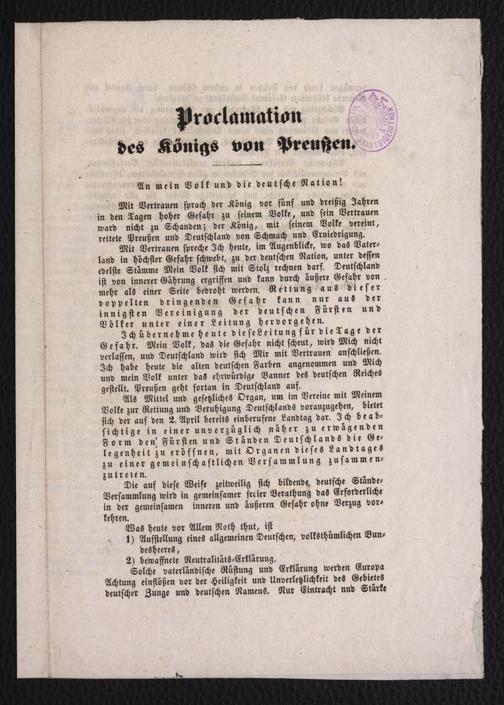 Proclamation
des Königs von Preußen.
An mein Volk und die deutsche Nation!
Mit Vertrauen sprach der König vor fünf und dreißig Jahren
in den Tagen hoher Gefahr zu seinem Volke, und sein Vertrauen
ward nicht zu Schanden; der König, mit seinem Volke vereint,
rettete Preußen und Deutschland von Schmach und Erniedrigung.
Mit Vertrauen spreche Ich heute, im Augenblicke, wo das Vater-
land in höchster Gefahr schwebt, zu der deutschen Nation, unter dessen
edelste Stämme Mein Volk sich mit Stolz rechnen darf. Deutschland
ist von innerer Gährung ergriffen und kann durch äußere Gefahr von
mehr als einer Seite bedroht werden. Rettung aus dieser
doppelten dringenden Gefahr kann nur aus der
innigsten Vereinigung der deutschen Fürsten und
Völker unter einer Leitung hervorgehen.
Ich übernehme heute diese Leitung für die Tage der
Gefahr. Mein Volk, das die Gefahr nicht scheut, wird Mich nicht
verlassen, und Deutschland wird sich Mir mit Vertrauen anschließen.
Ich habe heute die alten deutschen Farben angenommen und Mich
und mein Volk unter das ehrwürdige Banner des deutschen Reiches
gestellt. Preußen geht fortan in Deutschland auf.
Als Mittel und gesetzliches Organ, um im Vereine mit Meinem
Volke zur Rettung und Beruhigung Deutschlands voranzugehen, bietet
sich der auf den 2. April bereits einberufene Landtag dar. Ich beab-
sichtige in einer unverzüglich näher zu erwägenden
Form den Fürsten und Ständen Deutschlands die Ge-
legenheit zu eröffnen, mit Organen dieses Landtages
zu einer gemeinschaftlichen Versammlung zusammen-
zutreten.
Die auf diese Weise zeitweilig sich bildende deutsche Stände-
Versammlung wird in gemeinsamer freier Berathung das Erforderliche
in der gemeinsamen inneren und äußeren Gefahr ohne Verzug vor-
kehren.
Was heute vor Allem Noth thut, ist
1) Aufstellung eines allgemeinen Deutschen, volksthümlichen Bun-
desheeres,
2) bewaffnete Neutralitäts-Erklärung.
Solche vaterländische Rüstung und Erklärung werden Europa
Achtung einflößen vor der Heiligkeit und Unverletzlichkeit des Gebietes
deutscher Zunge und deutschen Namens. Nur Eintracht und Stärke